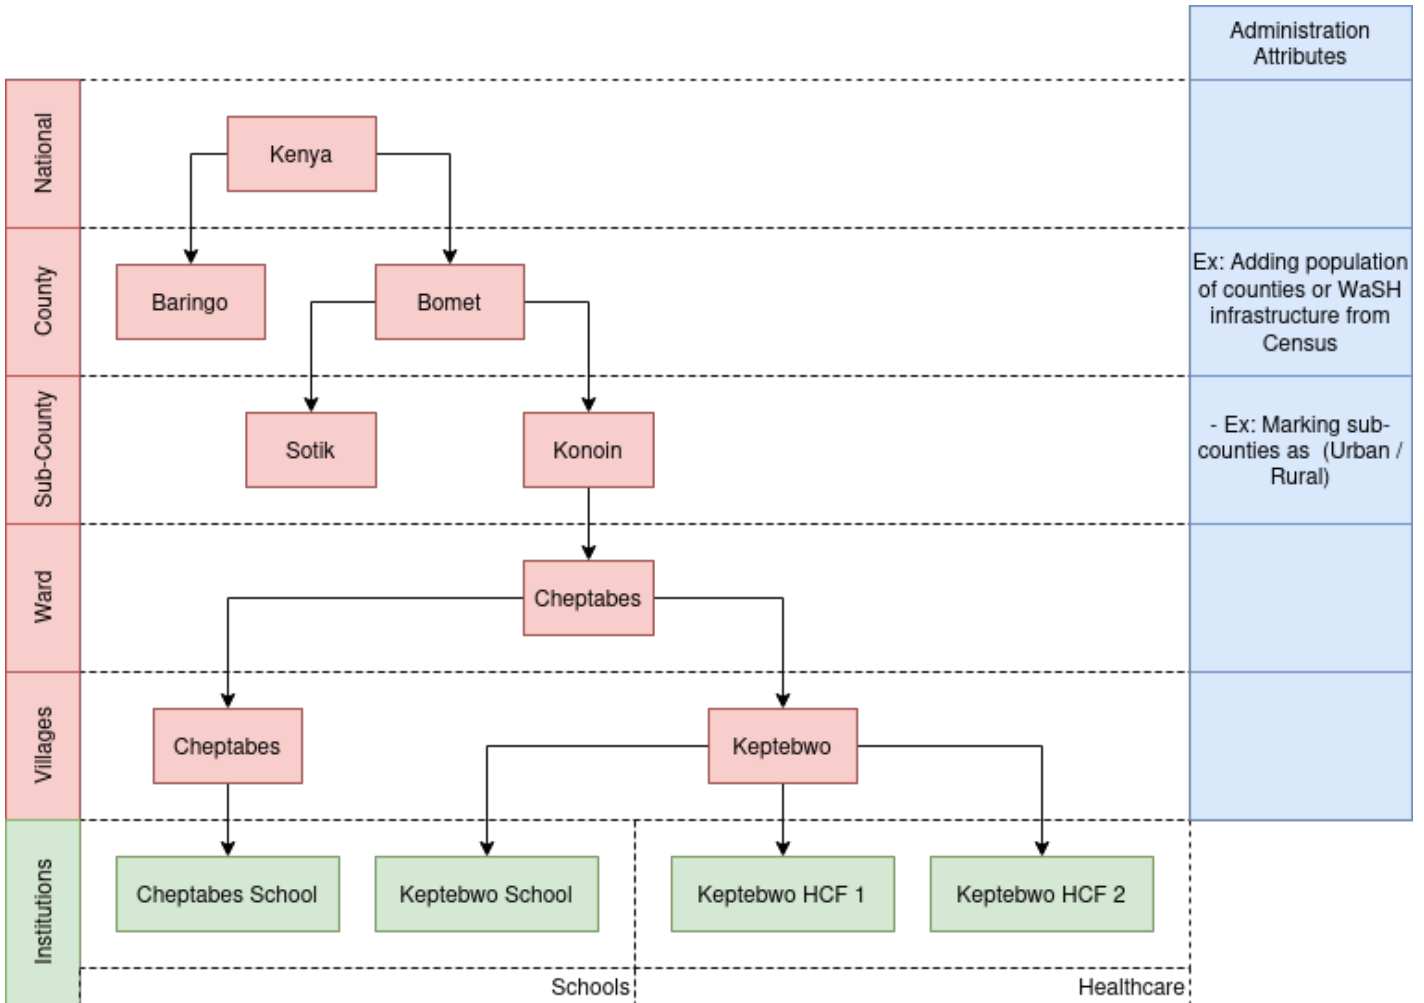 Administration
Attributes
National
Kenya
County
Baringo
Bomet
Ex: Adding population
of counties or WaSH
infrastructure from
Census
Sub-County
Sotik
Konoin
- Ex: Marking sub-
counties as (Urban /
Rural)
Ward
Cheptabes
Villages
Cheptabes
Keptebwo
Institutions
Cheptabes School
Keptebwo School
Keptebwo HCF 1
Keptebwo HCF 2
Schools
Healthcare